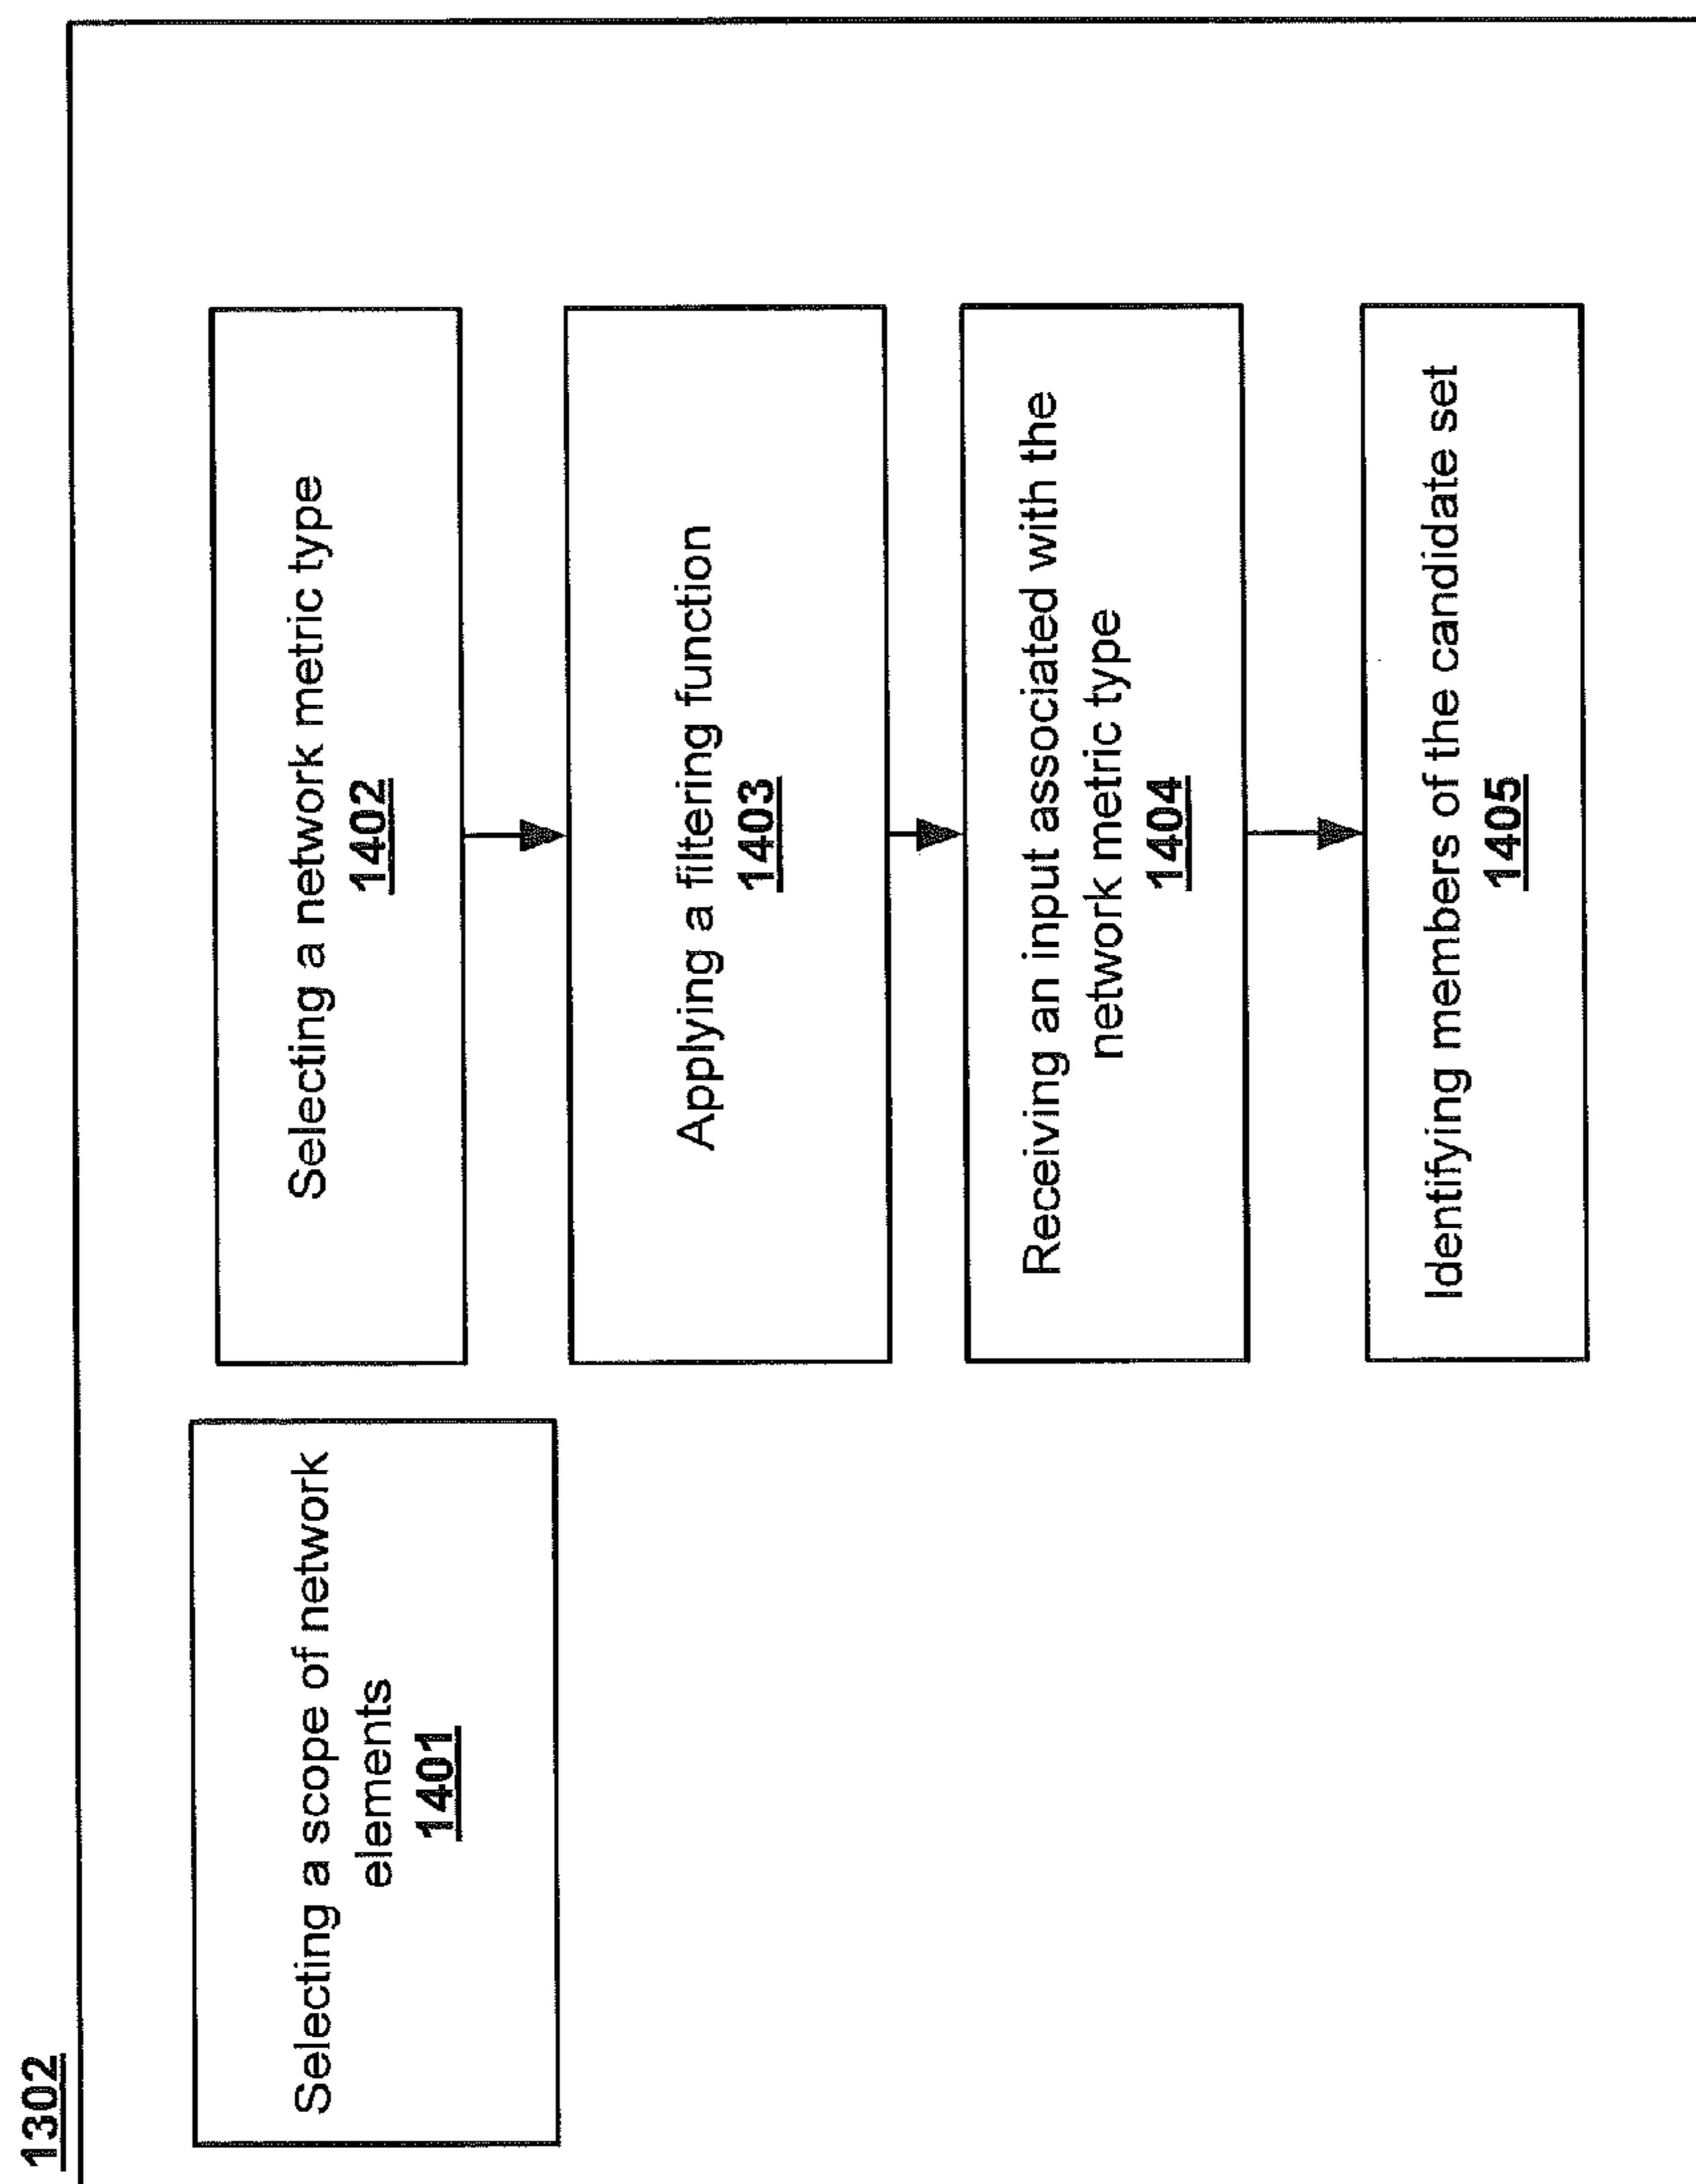 1302
Selecting a scope of network
elements
1401
Selecting a network metric type
1402
Applying a filtering function
1403
Receiving an input associated with the
network metric type
1404
Identifying members of the candidate set
1405